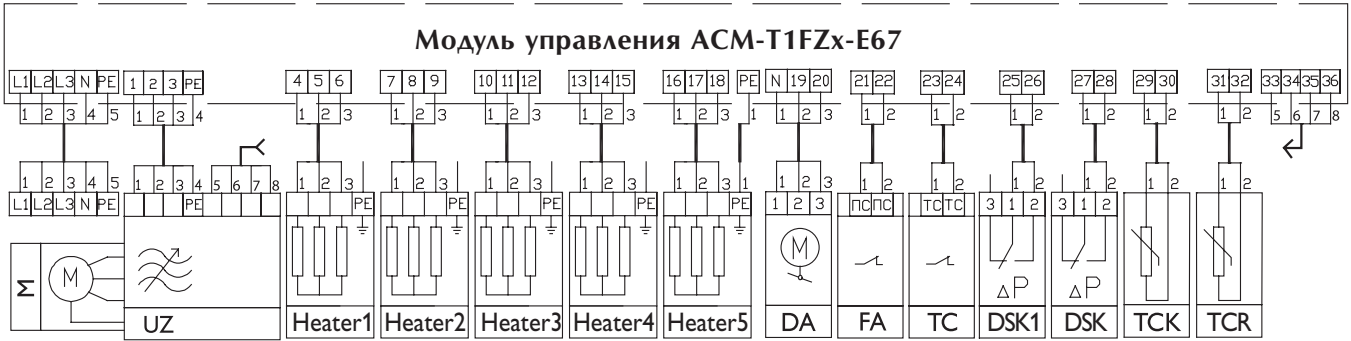 Модуль управления ACM-T1FZx-E67
L1 L2 L3 N PE 1 2 3 PE 4 5 6 7 8 9 10 11 12 13 14 15 16 17 18 PE N 19 20 21 22 23 24 25 26 27 28 29 30 31 32 33 34 35 36
1 2 3 4 5 1 2 3 4 1 2 3 1 2 3 1 2 3 1 2 3 1 2 3 1 1 2 3 1 2 1 2 1 2 1 2 1 2 1 2 5 6 7 8
1 2 3 4 5 1 2 3 4 5 6 7 8 1 2 3 1 2 3 1 2 3 1 2 3 1 2 3 1 1 2 3 1 2 1 2 1 2 1 2 1 2 1 2
L1 L2 L3 N PE PE PE PE PE PE PE 1 2 3 ПС ПС ТС ТС 3 1 2 3 1 2
M M M
ΔP ΔP
UZ Heater1 Heater2 Heater3 Heater4 Heater5 DA FA TC DSK1 DSK TCK TCR